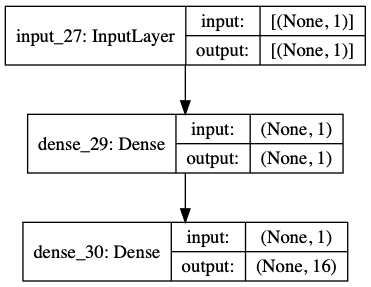 input_27: InputLayer input: [(None, 1)]
output: [(None, 1)]
dense_29: Dense input: (None, 1)
output: (None, 1)
dense_30: Dense input: (None, 1)
output: (None, 16)